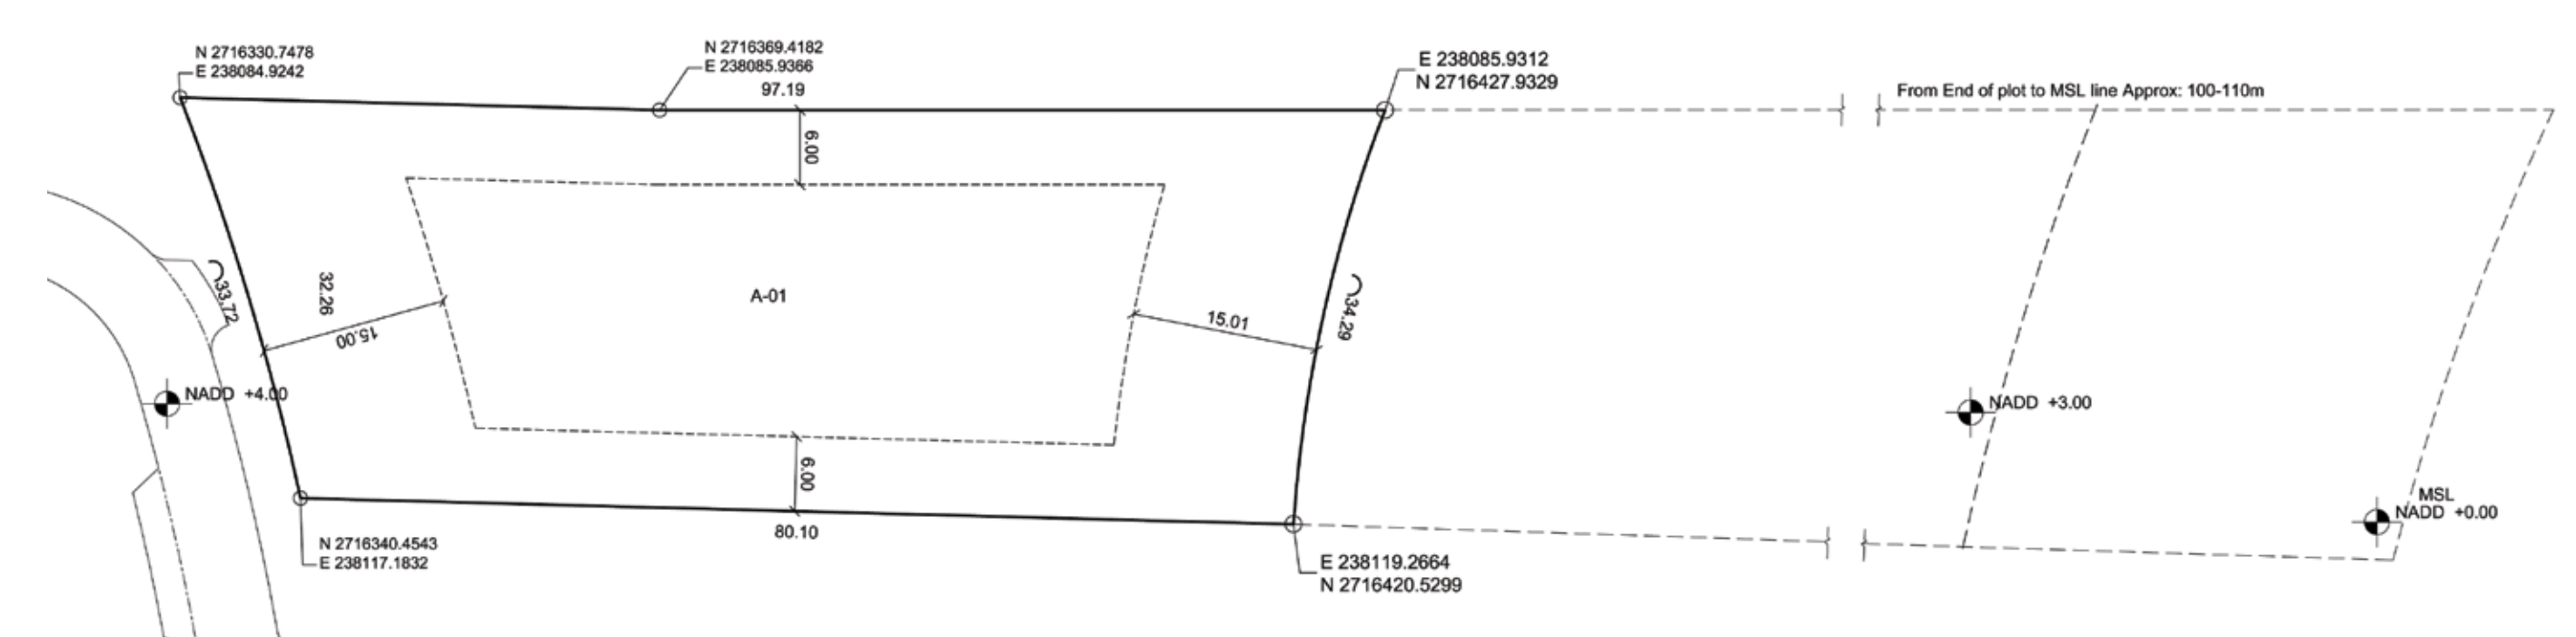 N 2716330.7478
E 238084.9242
N 2716369.4182
E 238085.9366
97.19
E 238085.9312
N 2716427.9329
From End of plot to MSL line Approx: 100-110m
6.00
33.72
32.26
15.00
A-01
15.01
34.29
NADD +4.00
NADD +3.00
6.00
MSL
NADD +0.00
80.10
N 2716340.4543
E 238117.1832
E 238119.2664
N 2716420.5299